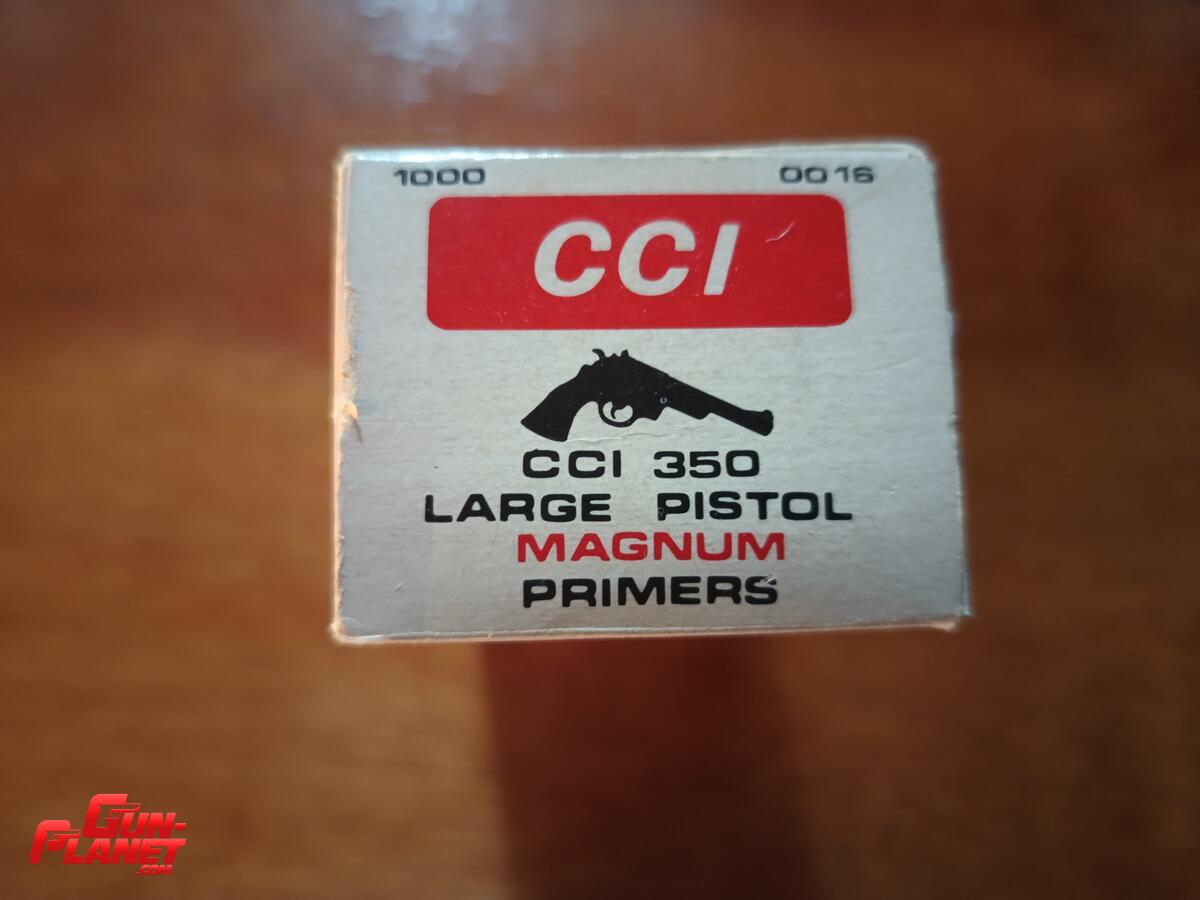 1000 0016
CCI
CCI 350
LARGE PISTOL
MAGNUM
PRIMERS
GUN-
PLANET
.COM